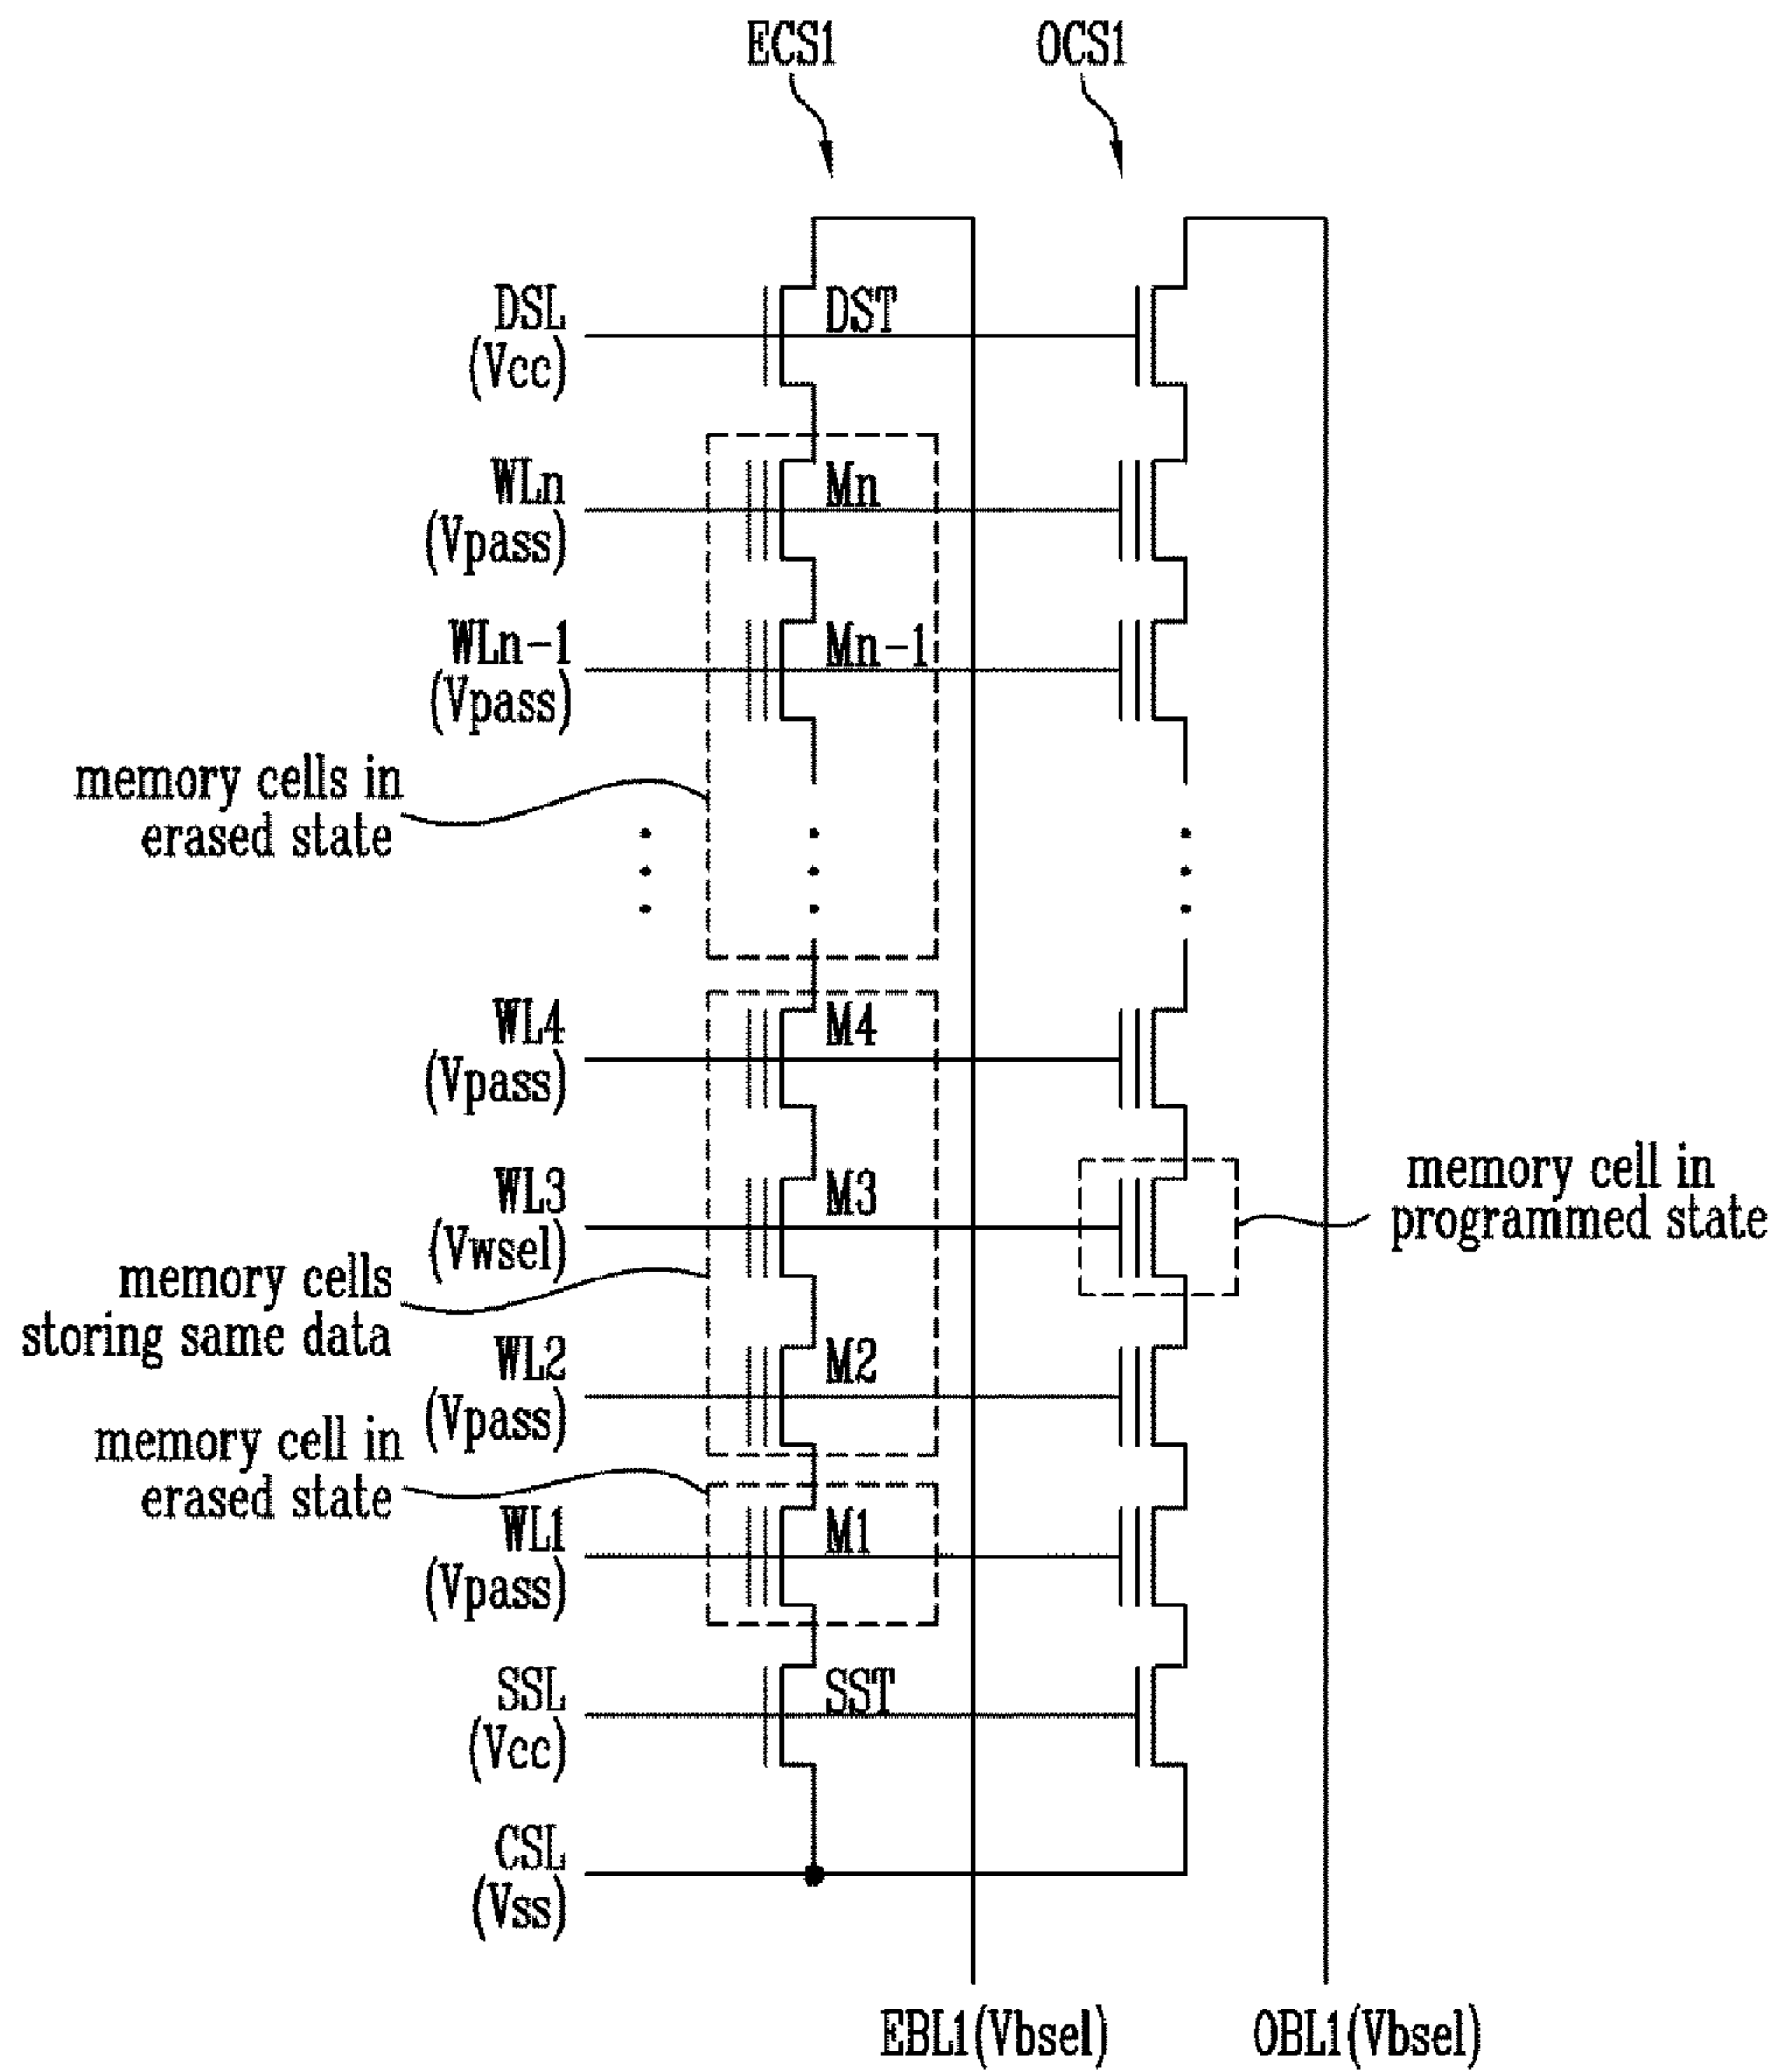 ECS1
OCS1
DSL
(Vcc)
DST
WLn
(Vpass)
Mn
WLn-1
(Vpass)
Mn-1
memory cells in
erased state
WL4
(Vpass)
M4
WL3
(Vwsel)
M3
memory cell in
programmed state
memory cells
storing same data
WL2
(Vpass)
M2
memory cell in
erased state
WL1
(Vpass)
M1
SSL
(Vcc)
SST
CSL
(Vss)
EBL1(Vbsel)
OBL1(Vbsel)